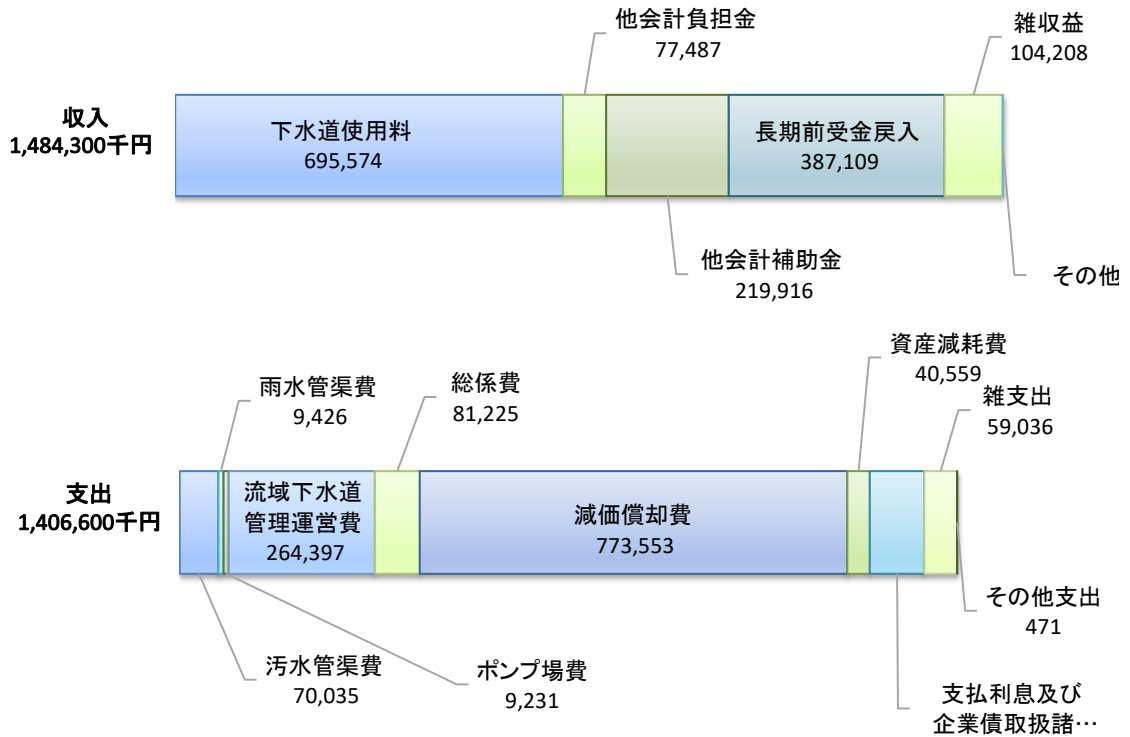 他会計負担金
77,487
雑収益
104,208
収入
1,484,300千円
下水道使用料
695,574
長期前受金戻入
387,109
他会計補助金
219,916
その他
資産減耗費
40,559
雨水管渠費
9,426
総係費
81,225
雑支出
59,036
支出
1,406,600千円
流域下水道
管理運営費
264,397
減価償却費
773,553
その他支出
471
汚水管渠費
70,035
ポンプ場費
9,231
支払利息及び
企業債取扱諸…